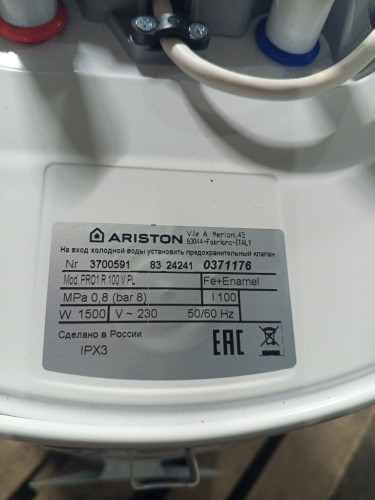 ARISTON
V.le A. Merloni,45
60044-Fabriano-ITALY
На вход холодной воды установить предохранительный клапан
Nr 3700591 83 24241 0371176
Mod. PRO1 R 100 V PL Fe+Enamel
MPa 0,8 (bar 8) l 100
W 1500 V ~ 230 50/60 Hz
Сделано в России
IPX3
EAC